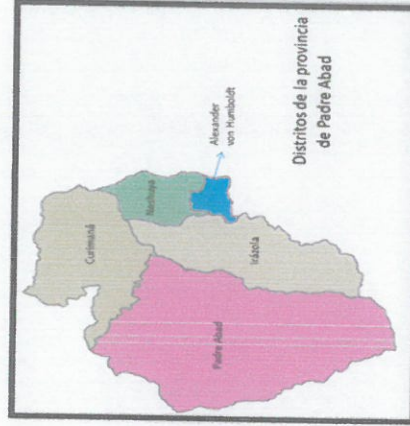 Curimaná
Neshuya
Alexander
von Humboldt
Irázola
Padre Abad
Distritos de la provincia
de Padre Abad